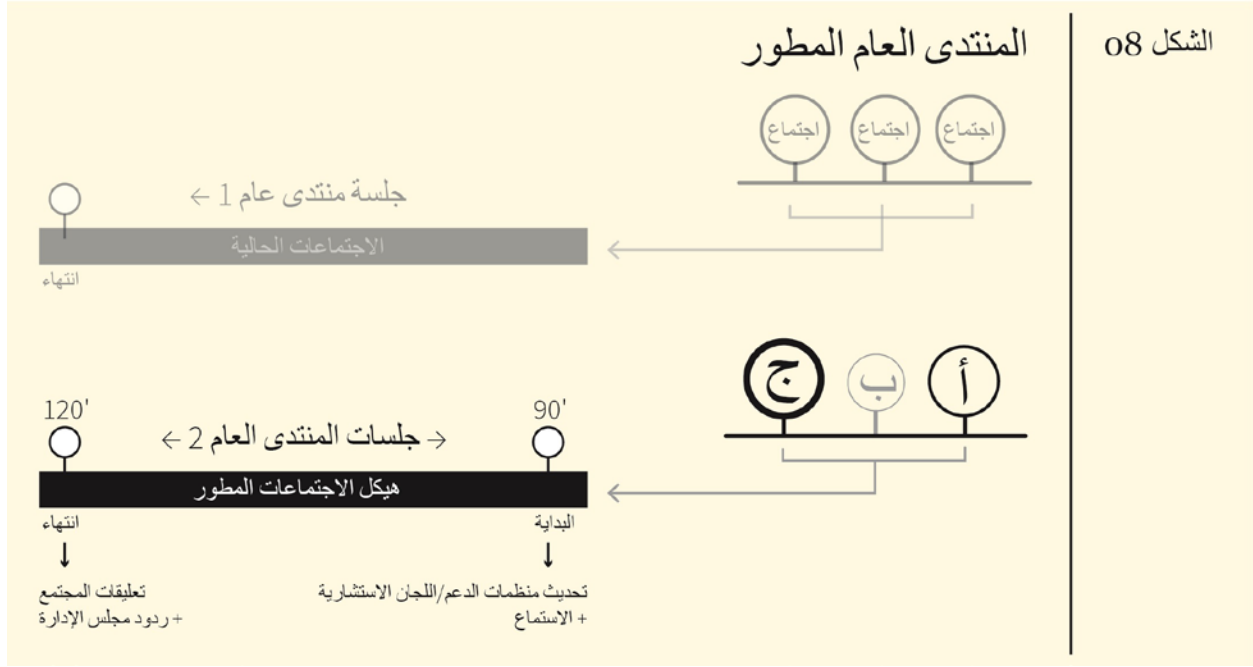 الشكل 08
المنتدى العام المطور
اجتماع
اجتماع
اجتماع
جلسة منتدى عام 1 ←
الاجتماعات الحالية
انتهاء
أ
ب
ج
90'
120'
→ جلسات المنتدى العام 2 ←
هيكل الاجتماعات المطور
البداية
انتهاء
تحديث منظمات الدعم/اللجان الاستشارية
+ الاستماع
تعليقات المجتمع
+ ردود مجلس الإدارة